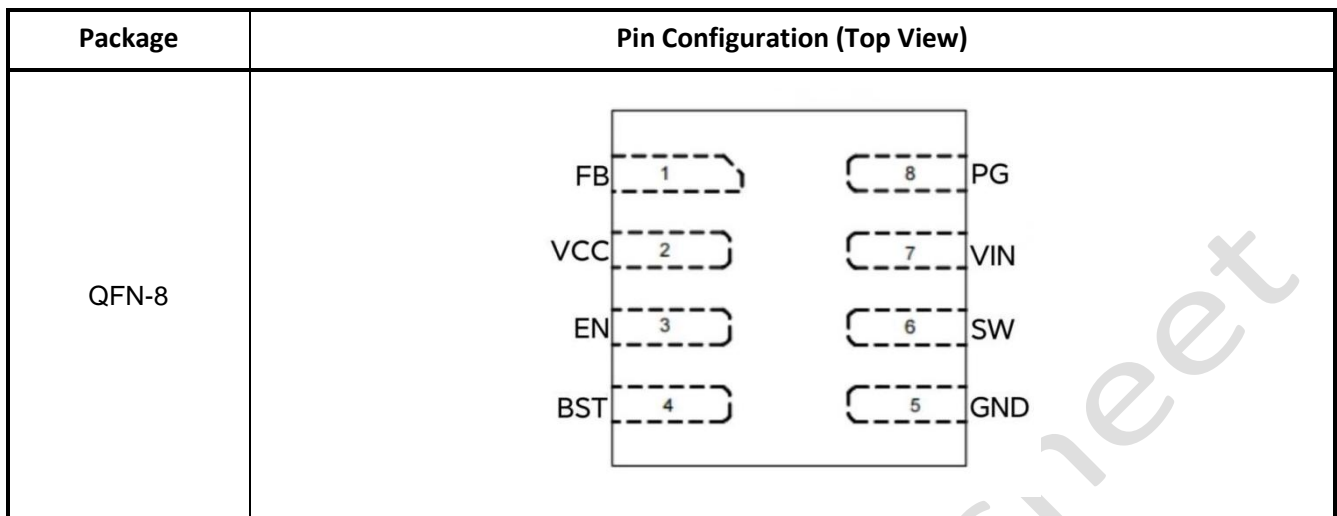 Package
Pin Configuration (Top View)
QFN-8
FB 1 8 PG
VCC 2 7 VIN
EN 3 6 SW
BST 4 5 GND